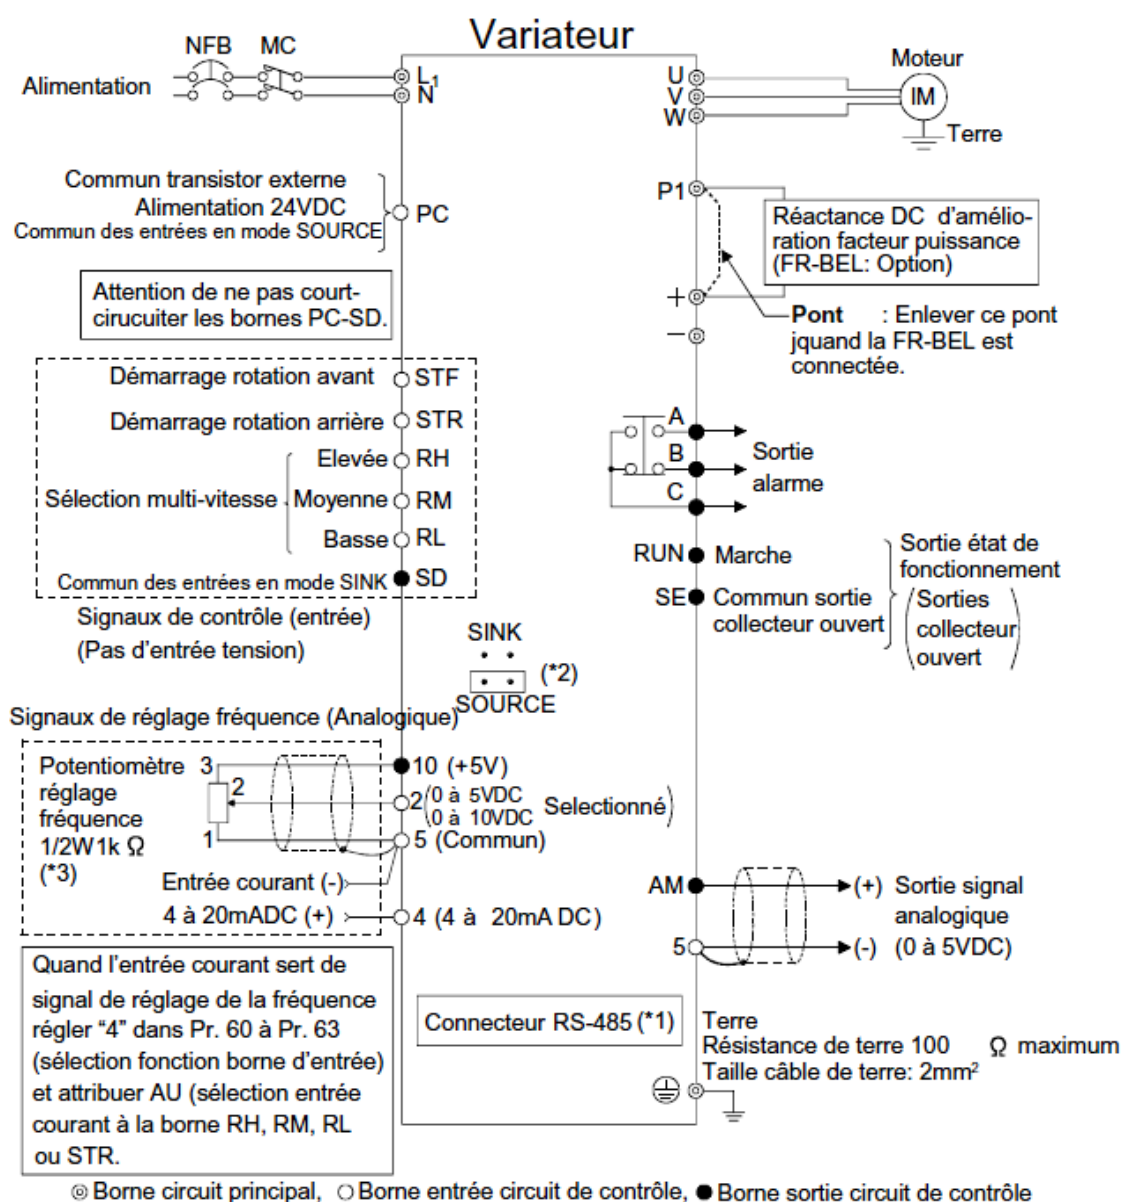 Variateur
NFB MC
Alimentation
L1
N
U
V
W
Moteur
IM
Terre
Commun transistor externe
Alimentation 24VDC
Commun des entrées en mode SOURCE
PC
P1
Réactance DC d'amélio-
ration facteur puissance
(FR-BEL: Option)
Attention de ne pas court-
cirucuiter les bornes PC-SD.
+
−
Pont : Enlever ce pont
jquand la FR-BEL est
connectée.
Démarrage rotation avant STF
Démarrage rotation arrière STR
Elevée RH
Sélection multi-vitesse Moyenne RM
Basse RL
Commun des entrées en mode SINK SD
Signaux de contrôle (entrée)
(Pas d'entrée tension)
A
B
C
Sortie
alarme
RUN Marche
SE Commun sortie
collecteur ouvert
Sortie état de
fonctionnement
(Sorties
collecteur
ouvert)
SINK
(*2)
SOURCE
Signaux de réglage fréquence (Analogique)
Potentiomètre
réglage
fréquence
1/2W1k Ω
(*3)
3
2
1
10 (+5V)
2 (0 à 5VDC
0 à 10VDC Selectionné)
5 (Commun)
Entrée courant (-)
4 à 20mADC (+)
4 (4 à 20mA DC)
AM
5
(+) Sortie signal
analogique
(-) (0 à 5VDC)
Quand l'entrée courant sert de
signal de réglage de la fréquence
régler “4” dans Pr. 60 à Pr. 63
(sélection fonction borne d'entrée)
et attribuer AU (sélection entrée
courant à la borne RH, RM, RL
ou STR.
Connecteur RS-485 (*1)
Terre
Résistance de terre 100 Ω maximum
Taille câble de terre: 2mm²
◎ Borne circuit principal, ○ Borne entrée circuit de contrôle, ● Borne sortie circuit de contrôle